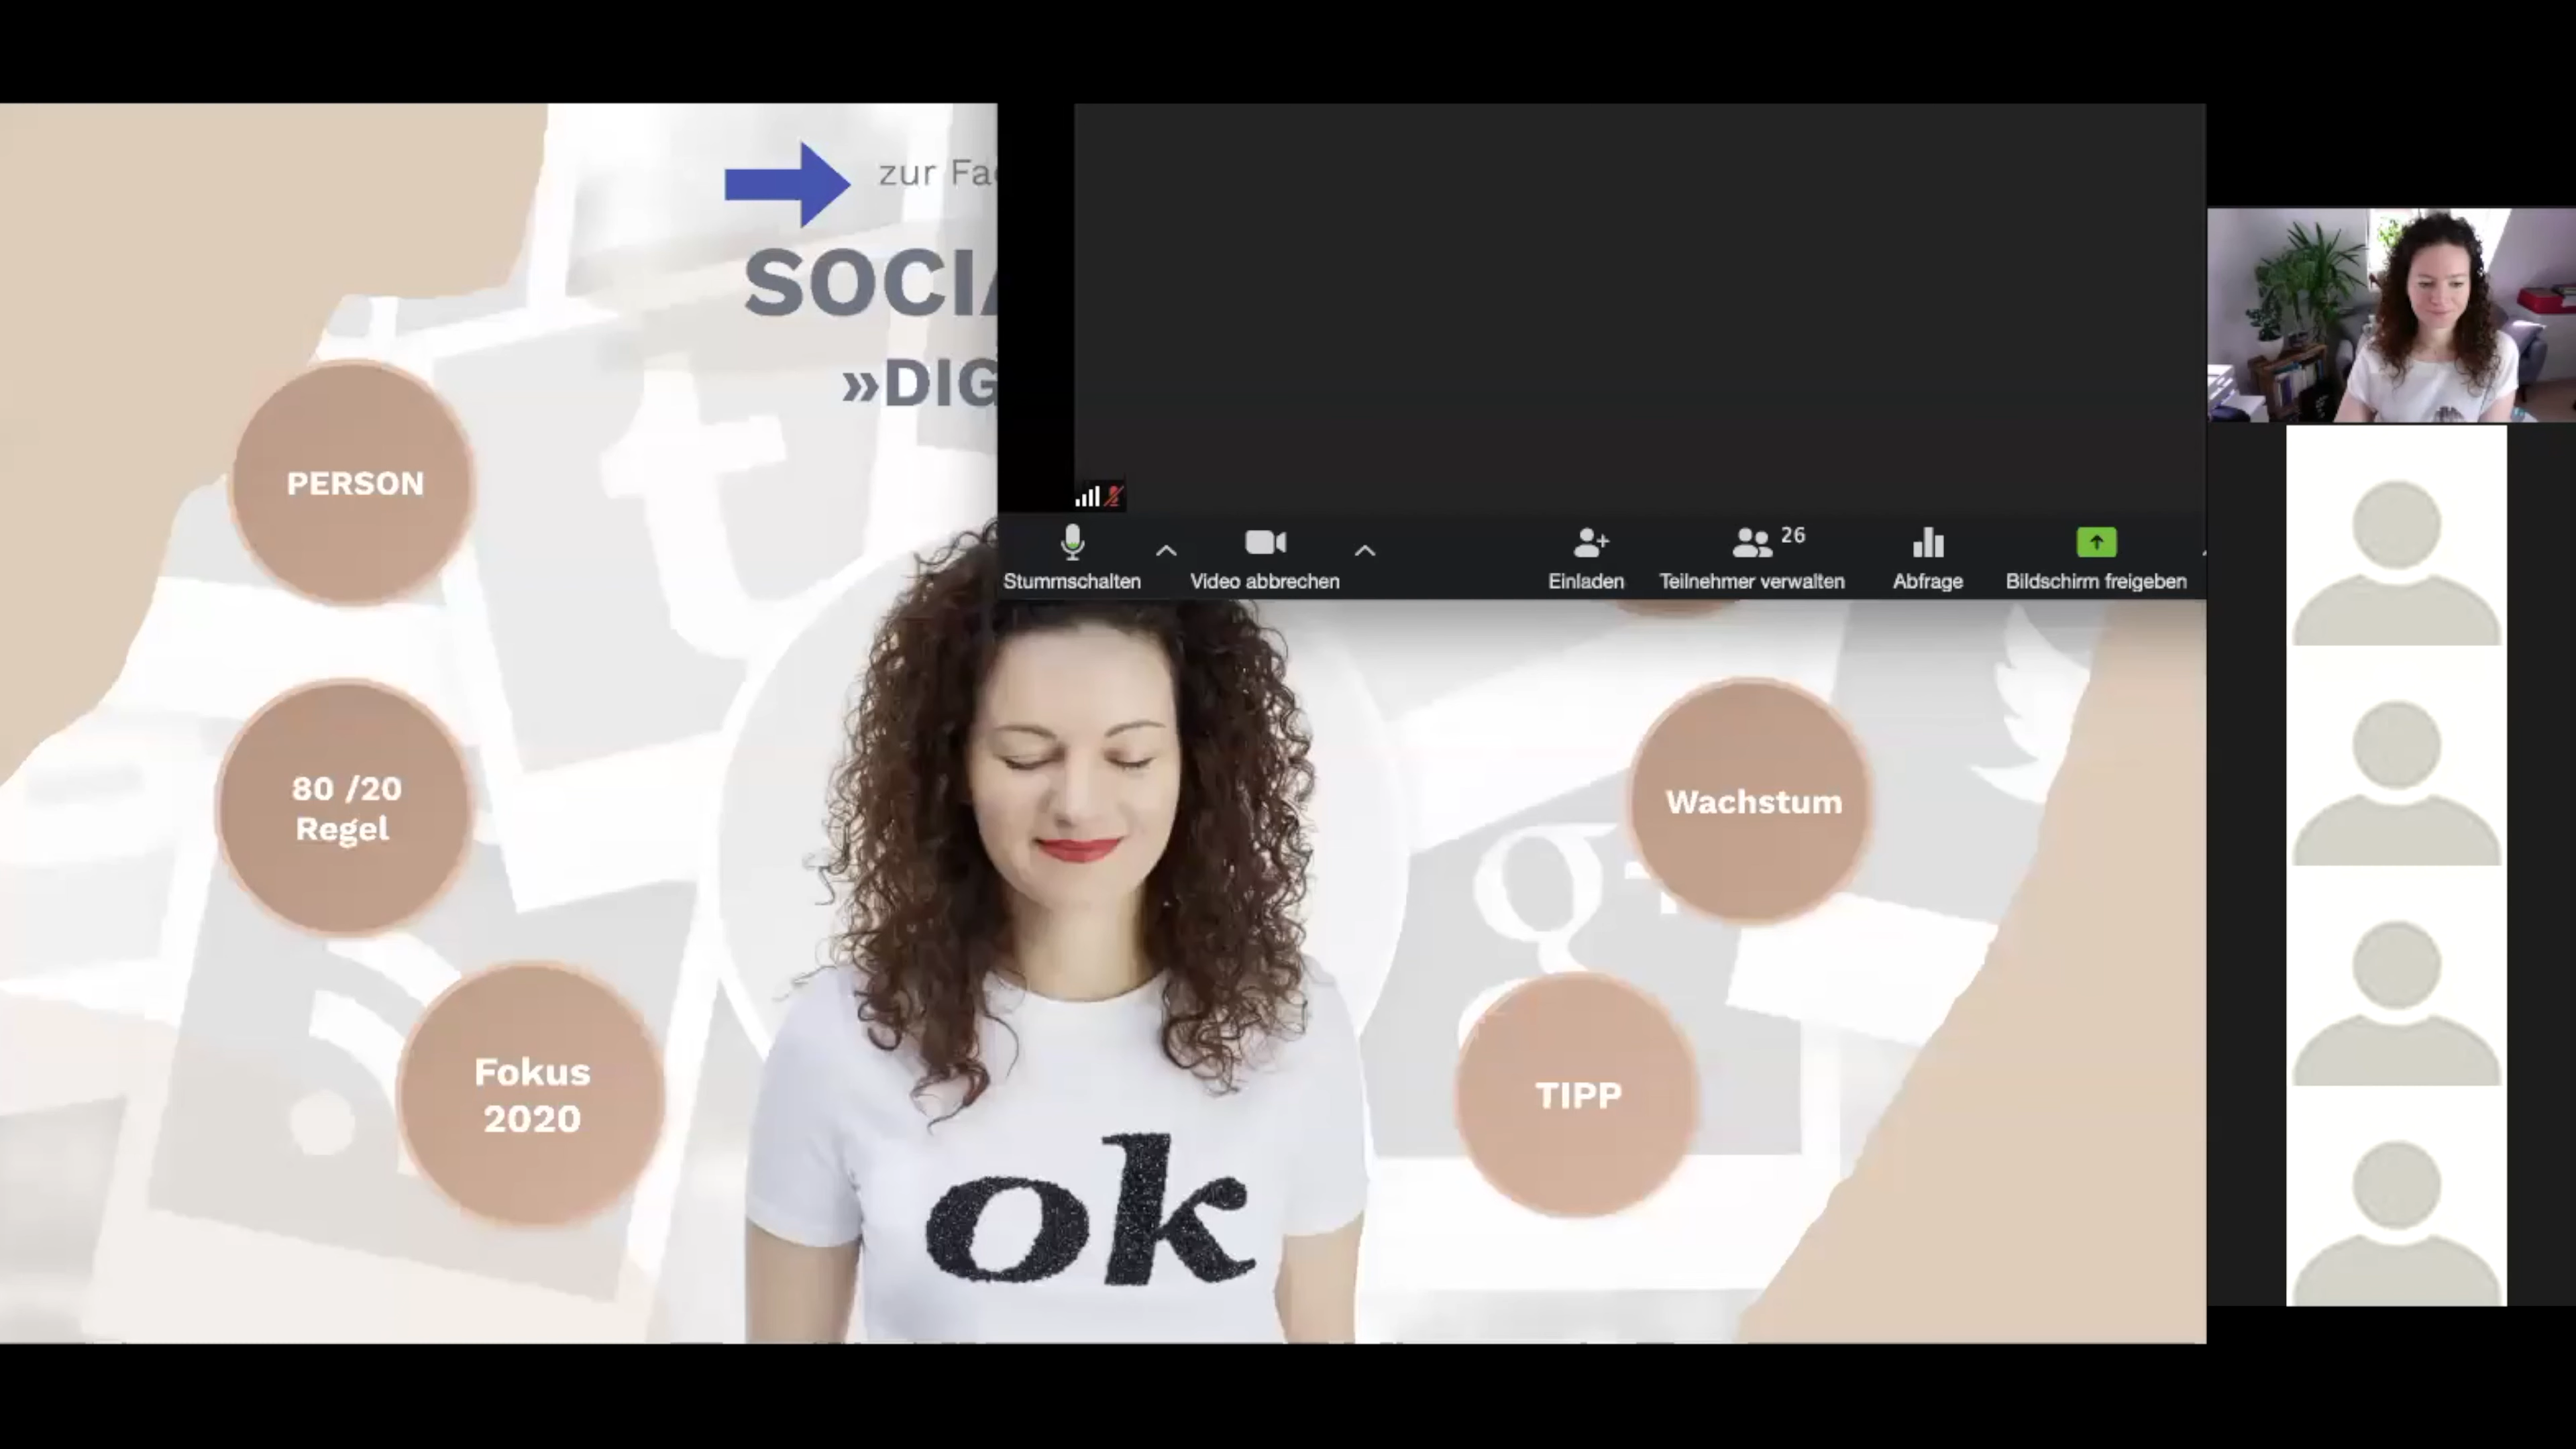 zur Fa
SOCIA
»DIG
PERSON
80 /20
Regel
Fokus
2020
Wachstum
TIPP
ok
26
Stummschalten
Video abbrechen
Einladen
Teilnehmer verwalten
Abfrage
Bildschirm freigeben